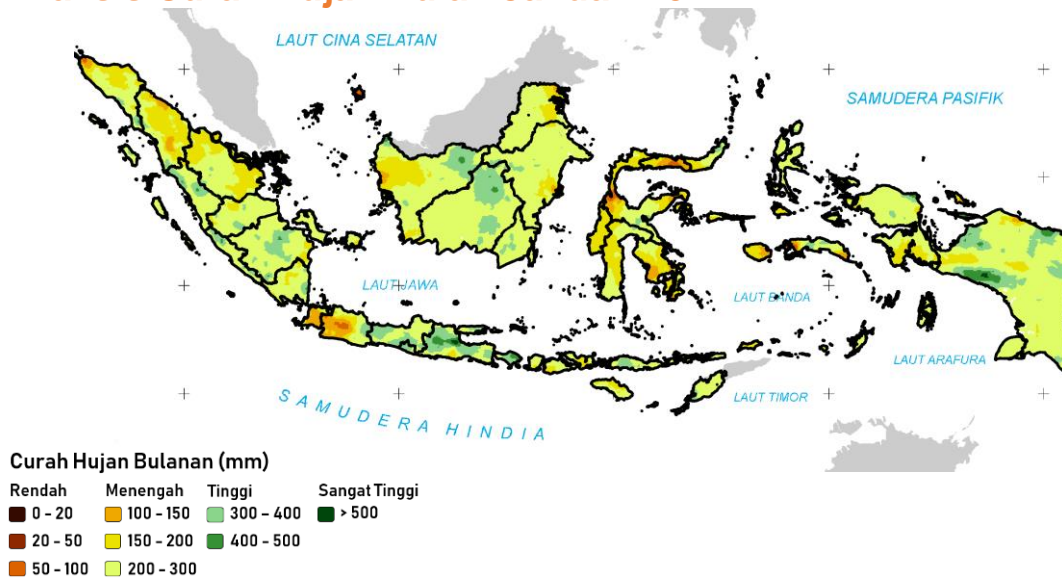 LAUT CINA SELATAN
SAMUDERA PASIFIK
LAUT JAWA
LAUT BANDA
LAUT ARAFURA
LAUT TIMOR
SAMUDERA HINDIA
Curah Hujan Bulanan (mm)
Rendah Menengah Tinggi Sangat Tinggi
0 - 20 100 - 150 300 - 400 > 500
20 - 50 150 - 200 400 - 500
50 - 100 200 - 300